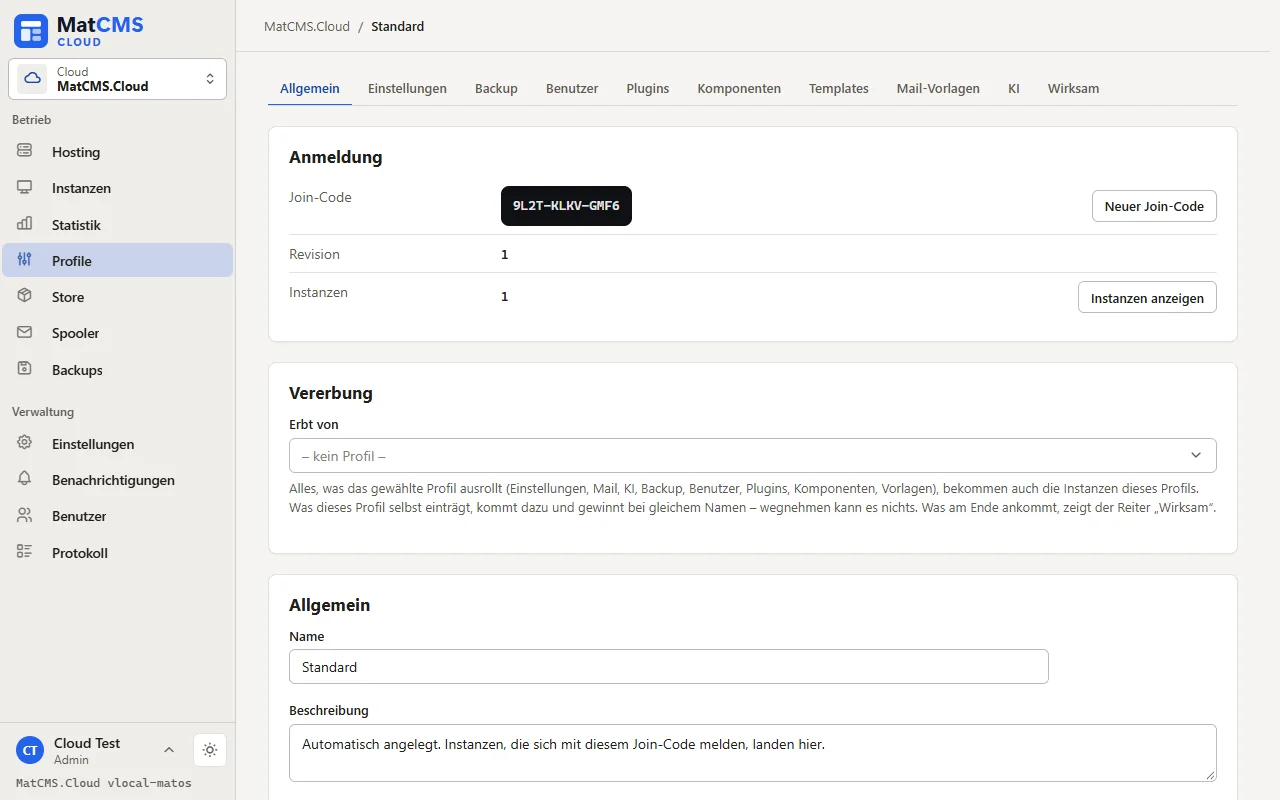 MatCMS
CLOUD
Cloud
MatCMS.Cloud
Betrieb
Hosting
Instanzen
Statistik
Profile
Store
Spooler
Backups
Verwaltung
Einstellungen
Benachrichtigungen
Benutzer
Protokoll
CT
Cloud Test
Admin
MatCMS.Cloud vlocal-matos
MatCMS.Cloud / Standard
Allgemein Einstellungen Backup Benutzer Plugins Komponenten Templates Mail-Vorlagen KI Wirksam
Anmeldung
Join-Code 9L2T-KLKV-GMF6 Neuer Join-Code
Revision 1
Instanzen 1 Instanzen anzeigen
Vererbung
Erbt von
– kein Profil –
Alles, was das gewählte Profil ausrollt (Einstellungen, Mail, KI, Backup, Benutzer, Plugins, Komponenten, Vorlagen), bekommen auch die Instanzen dieses Profils.
Was dieses Profil selbst einträgt, kommt dazu und gewinnt bei gleichem Namen – wegnehmen kann es nichts. Was am Ende ankommt, zeigt der Reiter „Wirksam“.
Allgemein
Name
Standard
Beschreibung
Automatisch angelegt. Instanzen, die sich mit diesem Join-Code melden, landen hier.